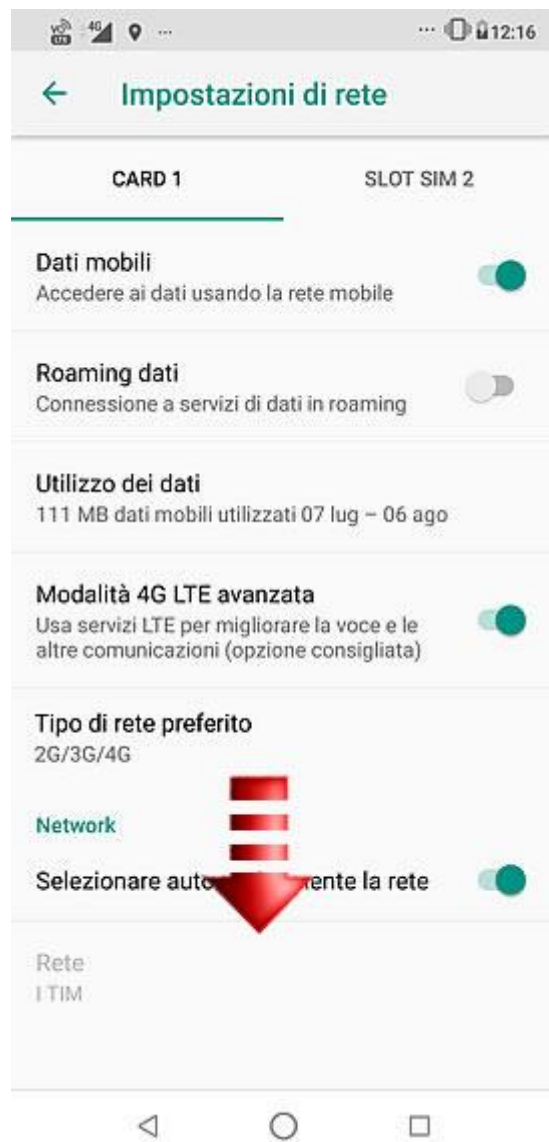 Vo)) LTE 4G ... ... 12:16
Impostazioni di rete
CARD 1 SLOT SIM 2
Dati mobili
Accedere ai dati usando la rete mobile
Roaming dati
Connessione a servizi di dati in roaming
Utilizzo dei dati
111 MB dati mobili utilizzati 07 lug – 06 ago
Modalità 4G LTE avanzata
Usa servizi LTE per migliorare la voce e le
altre comunicazioni (opzione consigliata)
Tipo di rete preferito
2G/3G/4G
Network
Selezionare la rete
Rete
I TIM